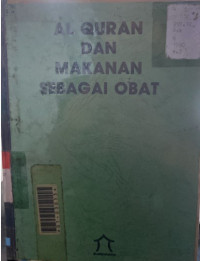 AL QURAN
DAN
MAKANAN
SEBAGAI OBAT